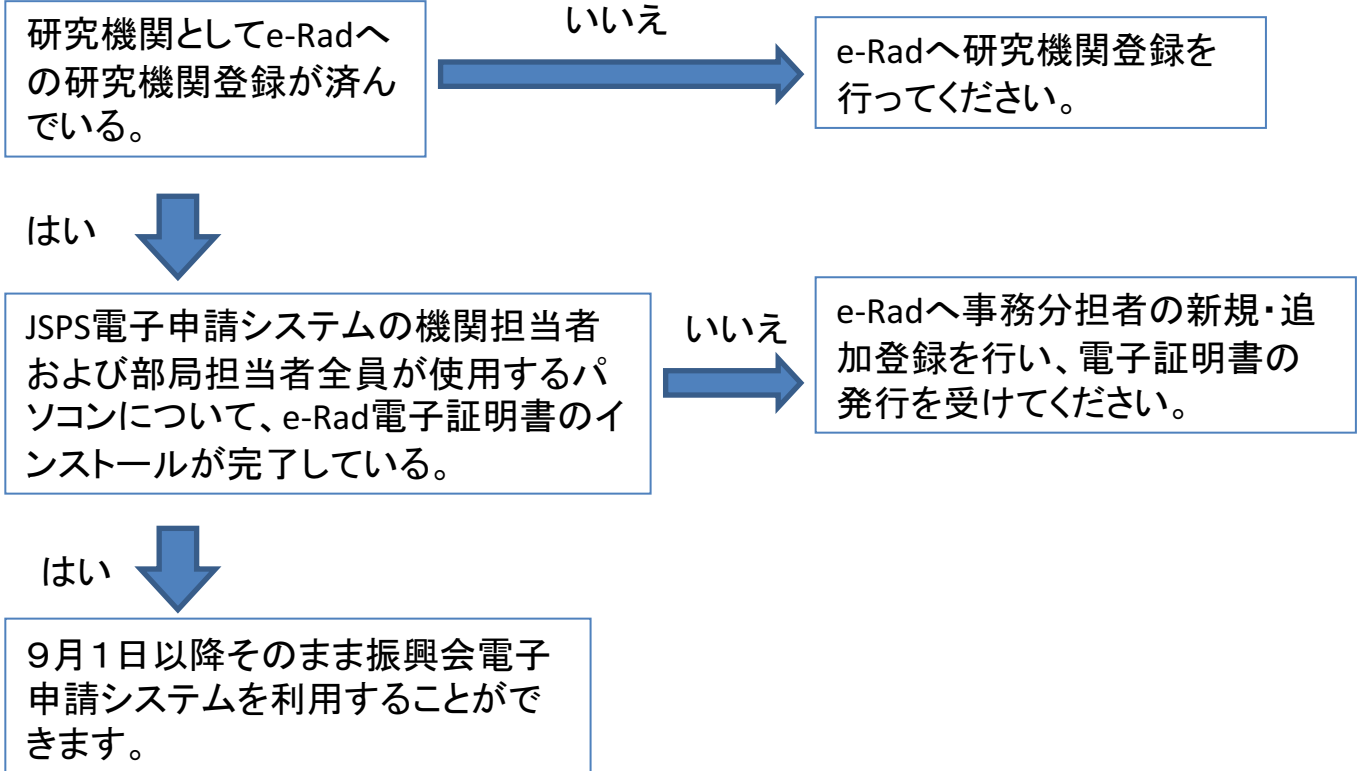 研究機関としてe-Radへ
の研究機関登録が済ん
でいる。
いいえ
e-Radへ研究機関登録を
行ってください。
はい
JSPS電子申請システムの機関担当者
および部局担当者全員が使用するパ
ソコンについて、e-Rad電子証明書のイ
ンストールが完了している。
いいえ
e-Radへ事務分担者の新規・追
加登録を行い、電子証明書の
発行を受けてください。
はい
９月１日以降そのまま振興会電子
申請システムを利用することがで
きます。